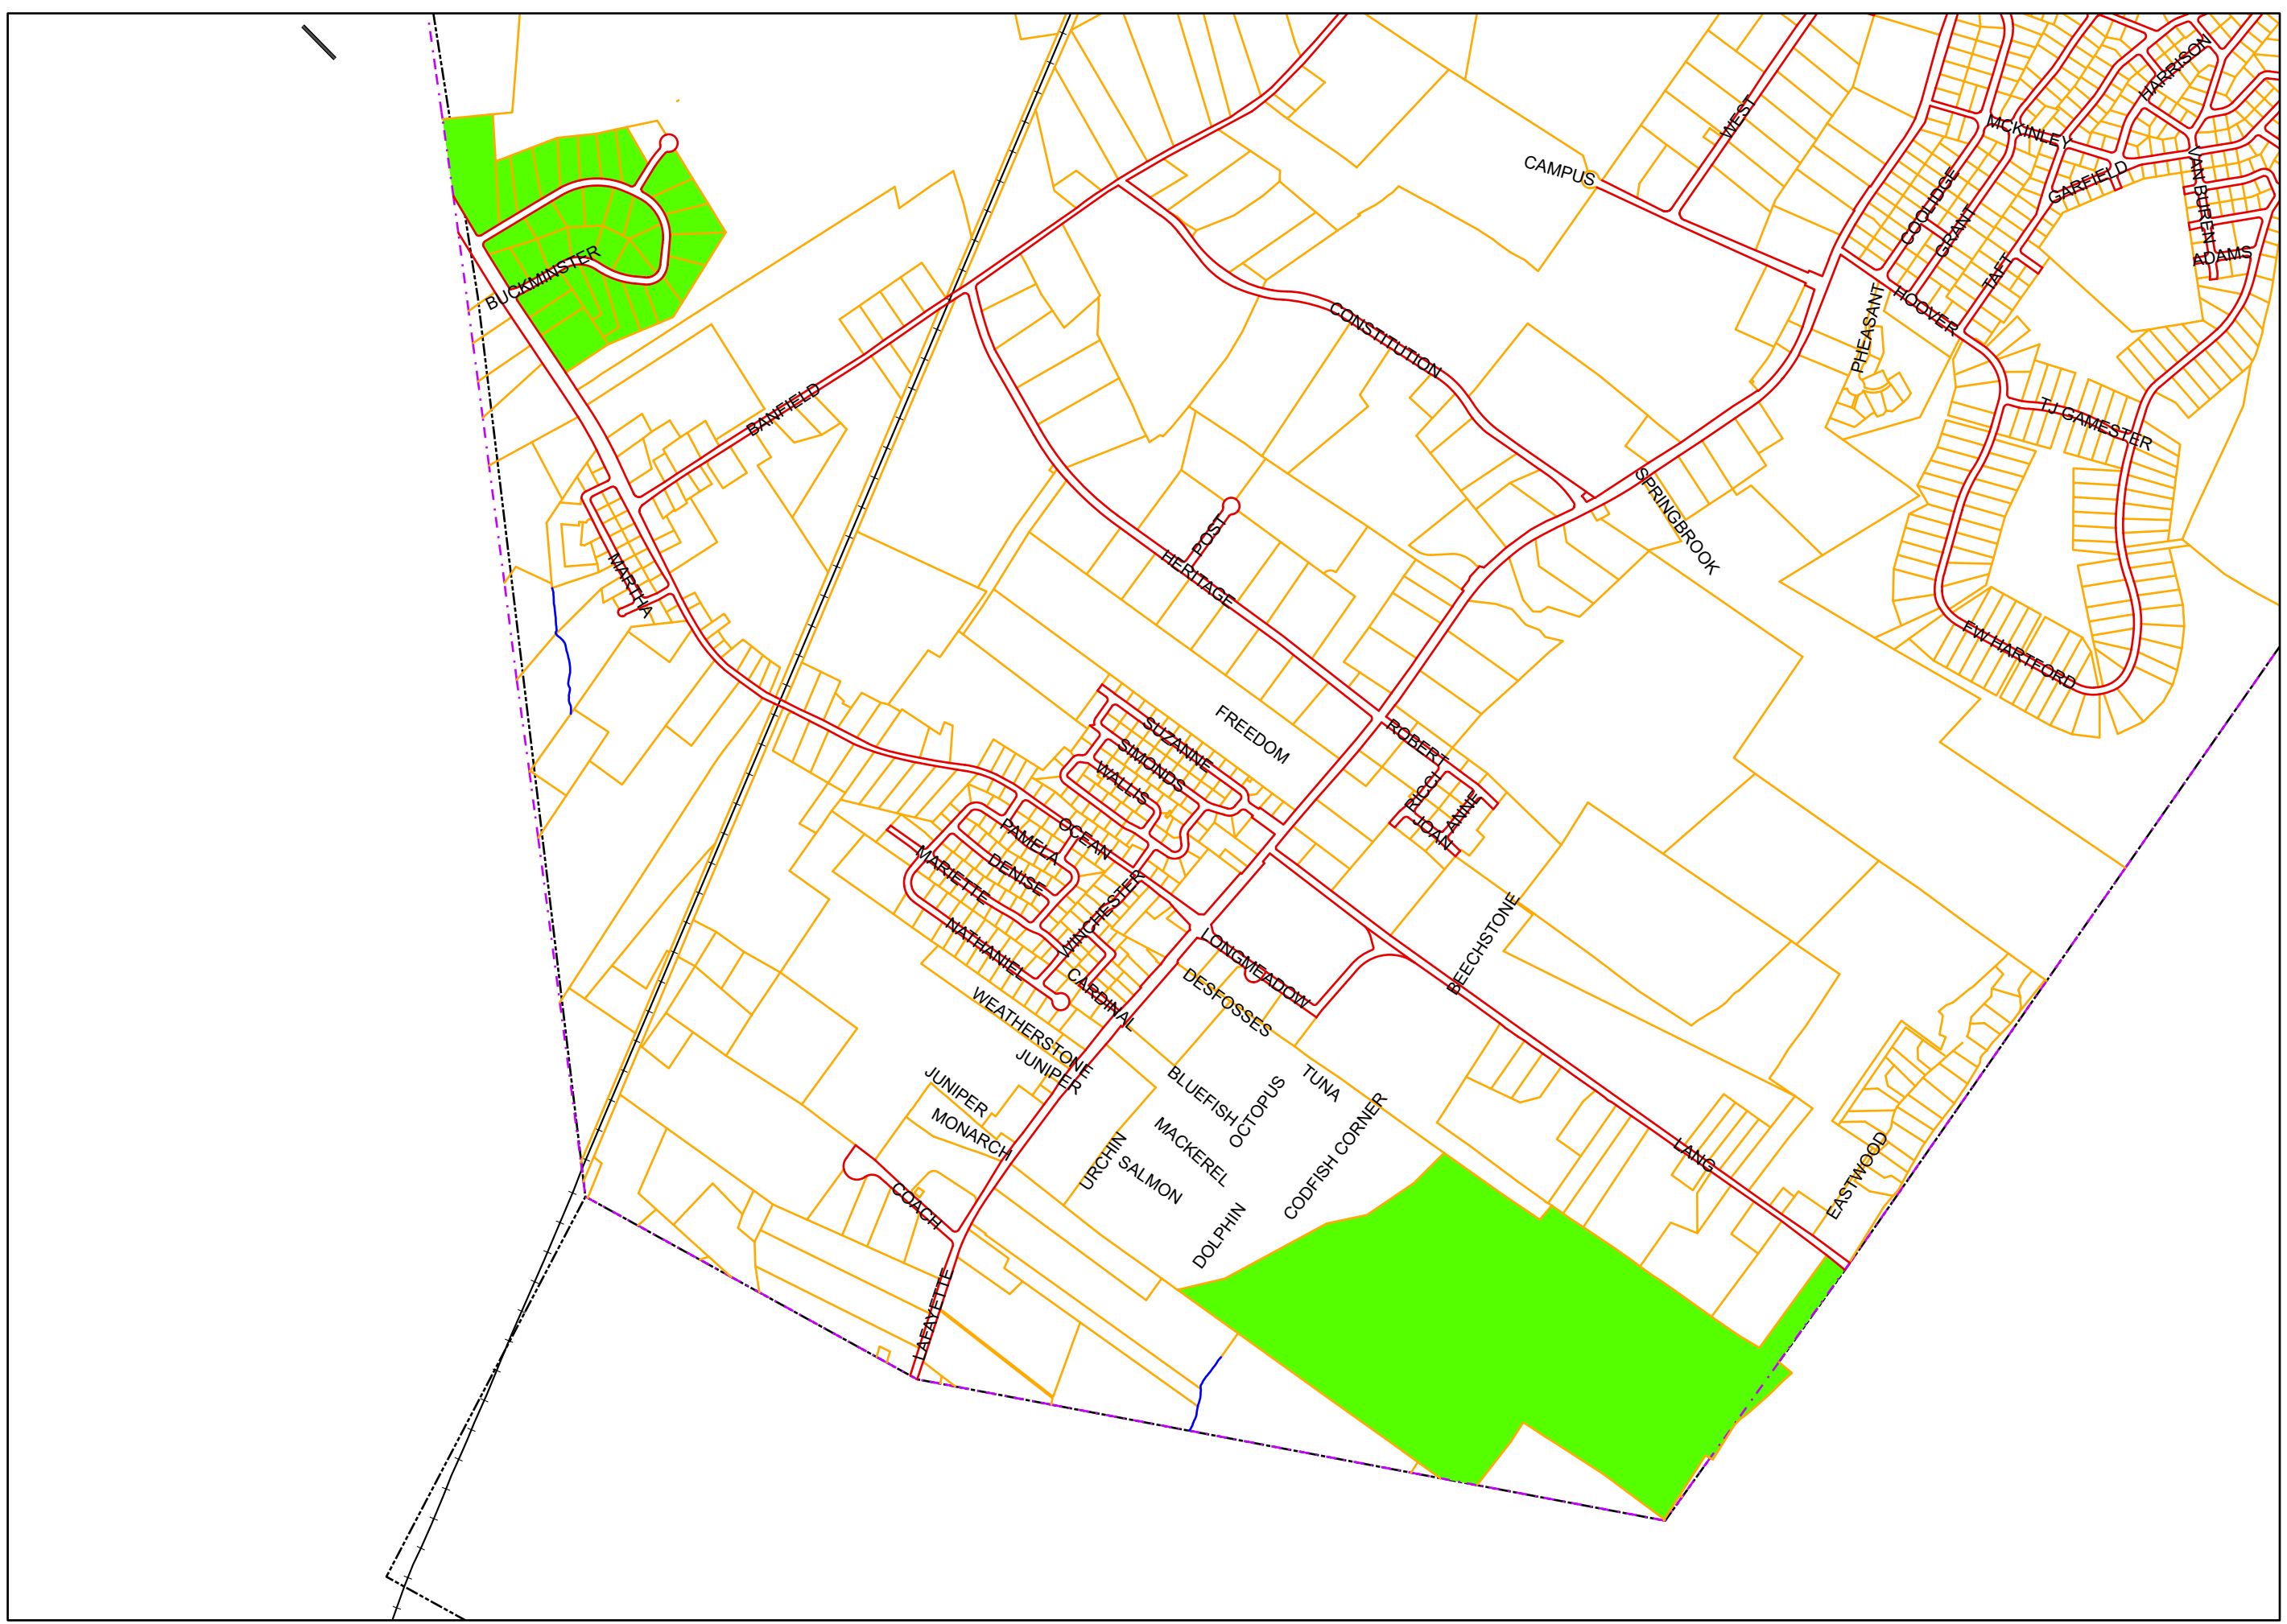 HARRISON
WEST
MCKINLEY
CAMPUS
GARFIELD
VAN BUREN
COOLIDGE
GRANT
ADAMS
TAFT
BUCKMINSTER
HOOVER
PHEASANT
CONSTITUTION
BANFIELD
TJ GAMESTER
SPRINGBROOK
POST
HERITAGE
MARTHA
FW HARTFORD
FREEDOM
SUZANNE
SIMONDS
WALLIS
ROBERT
RICCI
ANNE
JOAN
OCEAN
PAMELA
DENISE
MARIETTE
WINCHESTER
NATHANIEL
LONGMEADOW
BEECHSTONE
CARDINAL
DESFOSSES
WEATHERSTONE
JUNIPER
JUNIPER
MONARCH
BLUEFISH
OCTOPUS
TUNA
CODFISH CORNER
MACKEREL
URCHIN
SALMON
DOLPHIN
LANG
EASTWOOD
COACH
LAFAYETTE